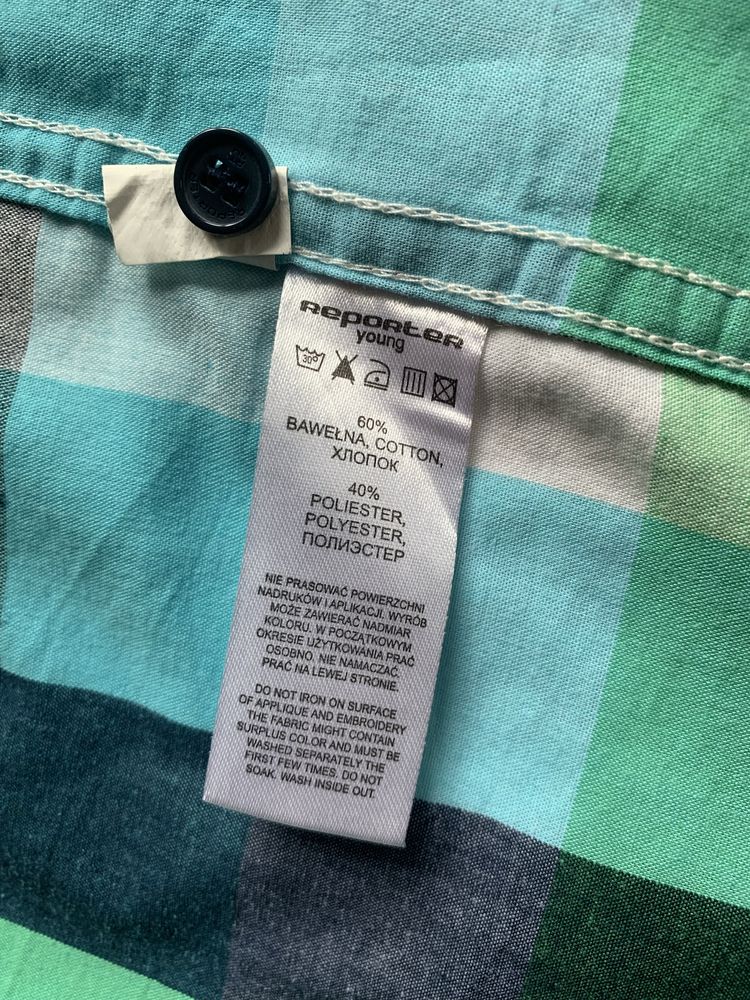 Reporter
young
30°
60%
BAWEŁNA, COTTON,
ХЛОПОК
40%
POLIESTER,
POLYESTER,
ПОЛИЭСТЕР
NIE PRASOWAĆ POWIERZCHNI
NADRUKÓW I APLIKACJI. WYRÓB
MOŻE ZAWIERAĆ NADMIAR
KOLORU. W POCZĄTKOWYM
OKRESIE UŻYTKOWANIA PRAĆ
OSOBNO. NIE NAMACZAĆ.
PRAĆ NA LEWEJ STRONIE.
DO NOT IRON ON SURFACE
OF APPLIQUE AND EMBROIDERY
THE FABRIC MIGHT CONTAIN
SURPLUS COLOR AND MUST BE
WASHED SEPARATELY THE
FIRST FEW TIMES. DO NOT
SOAK. WASH INSIDE OUT.